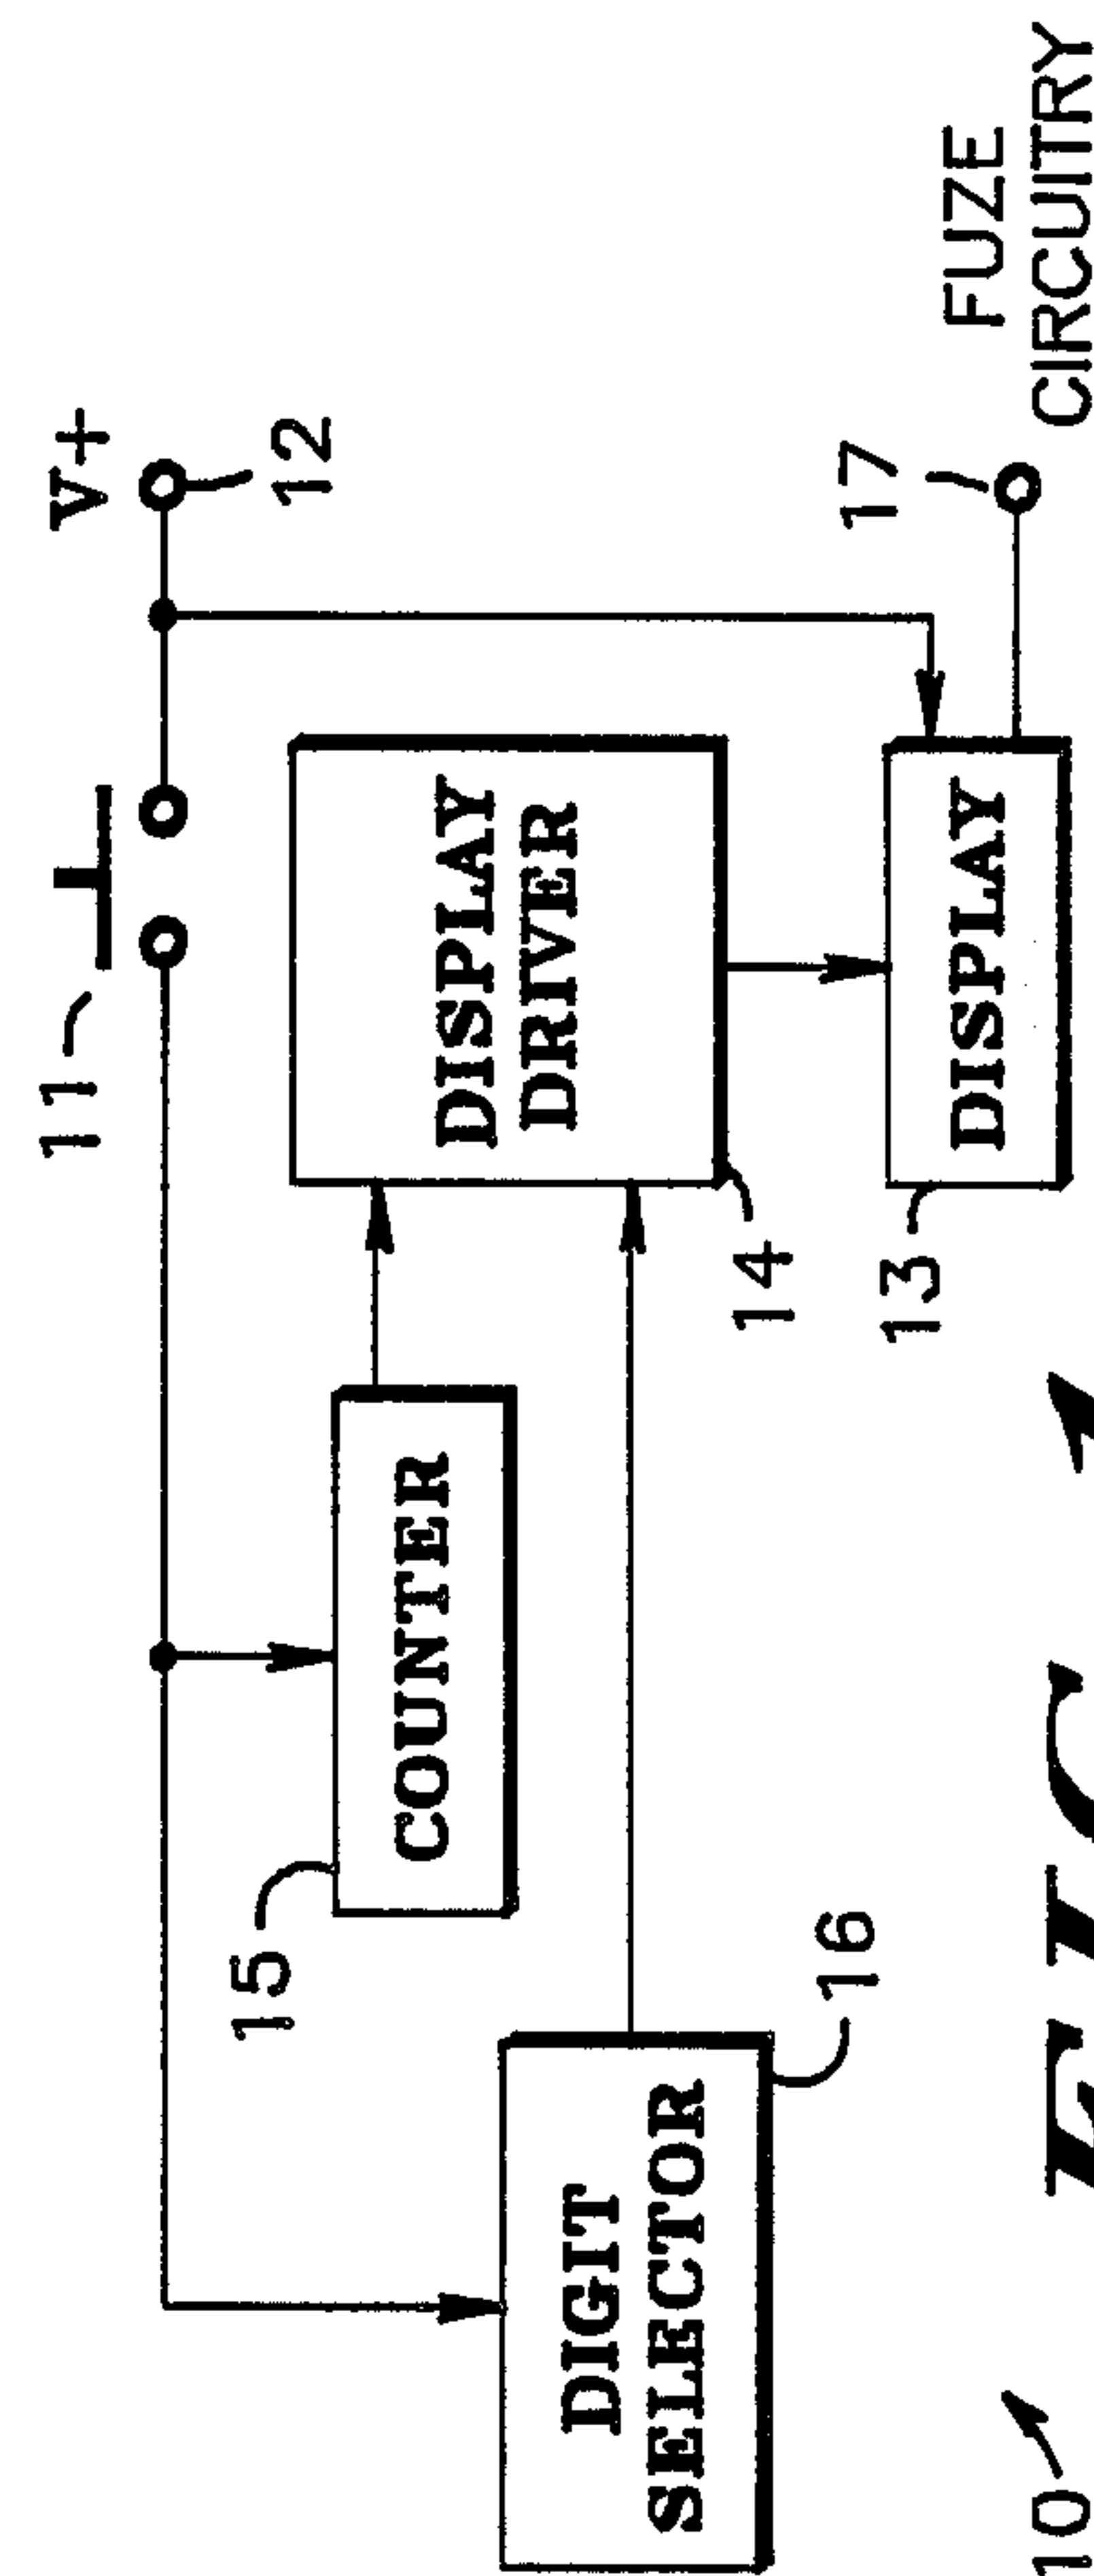 11
V+
12
15
COUNTER
DISPLAY
DRIVER
14
DIGIT
SELECTOR
16
13
DISPLAY
17
FUZE
CIRCUITRY
10